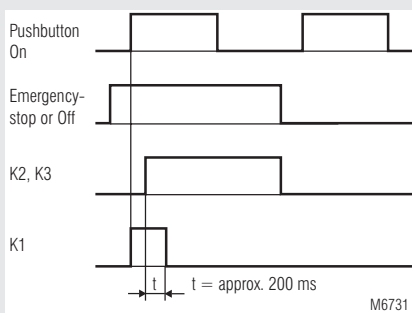 Pushbutton
On
Emergency-
stop or Off
K2, K3
K1
t t = approx. 200 ms
M6731